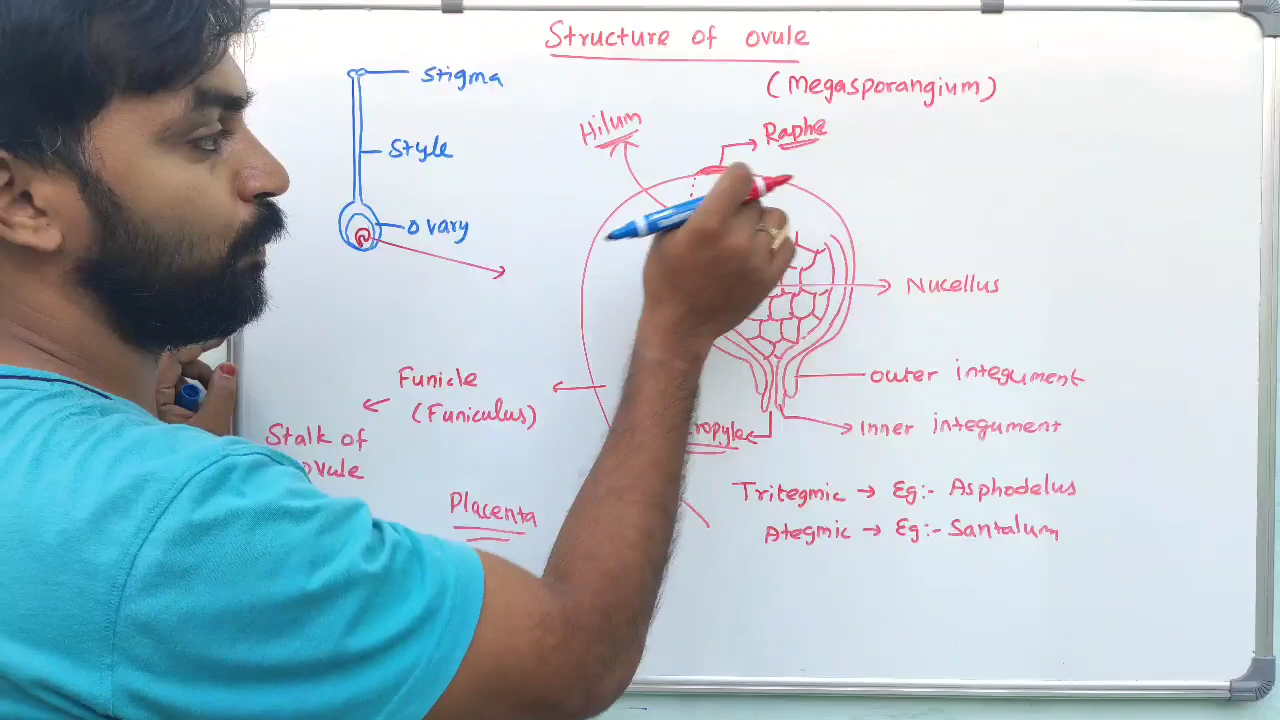 Structure of ovule
(Megasporangium)
Stigma
Style
ovary
Hilum
Raphe
Nucellus
Funicle
(Funiculus)
Stalk of
outer integument
Inner integument
Placenta
Tritegmic → Eg:- Asphodelus
Ategmic → Eg:- Santalum